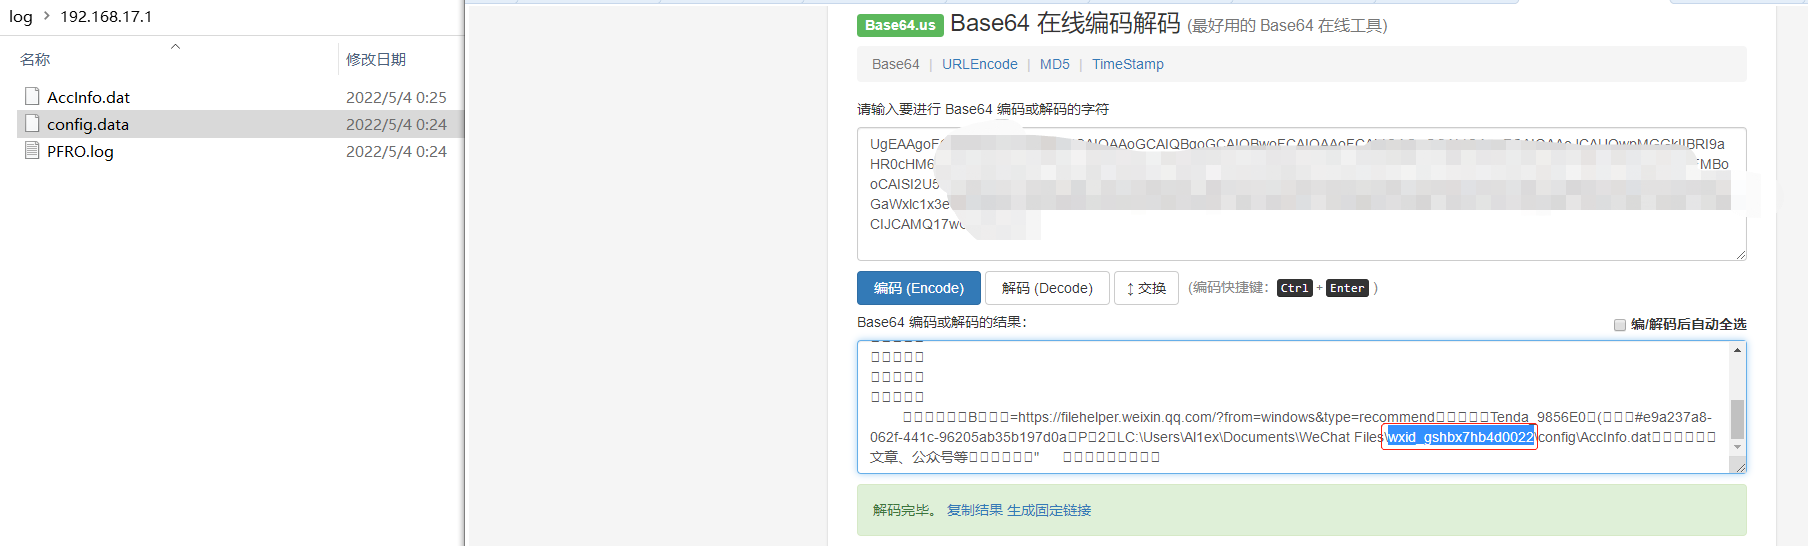 log > 192.168.17.1
名称 修改日期
AccInfo.dat 2022/5/4 0:25
config.data 2022/5/4 0:24
PFRO.log 2022/5/4 0:24
Base64.us Base64 在线编码解码 (最好用的 Base64 在线工具)
Base64 | URLEncode | MD5 | TimeStamp
请输入要进行 Base64 编码或解码的字符
HR0cHM
oCAISI2U5
GaWxlc1x3e
CIJCAMQ17w
编码 (Encode) 解码 (Decode) ↕ 交换 (编码快捷键: Ctrl + Enter )
Base64 编码或解码的结果: 编/解码后自动全选
B =https://filehelper.weixin.qq.com/?from=windows&type=recommend Tenda_9856E0 ( #e9a237a8-
062f-441c-96205ab35b197d0a P 2 LC:\Users\Al1ex\Documents\WeChat Files\wxid_gshbx7hb4d0022\config\AccInfo.dat
文章、公众号等 "
解码完毕。 复制结果 生成固定链接